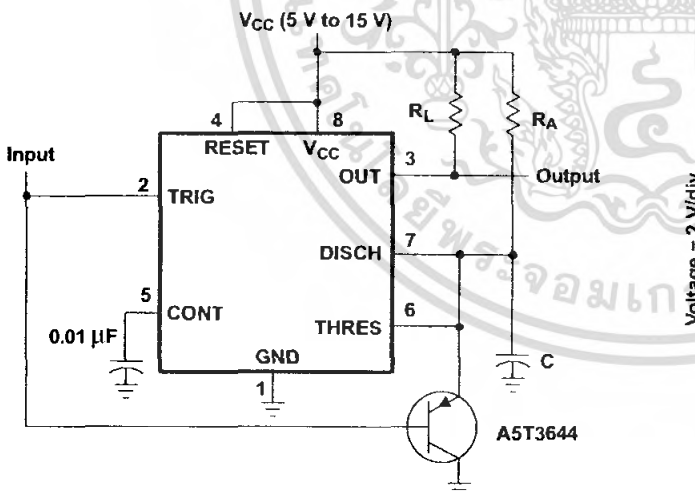 VCC (5 V to 15 V)
4
8
RL
RA
RESET
VCC
3
Input
OUT
Output
2
TRIG
7
DISCH
5
CONT
6
0.01 µF
THRES
GND
C
1
A5T3644
Voltage – 2 V/div